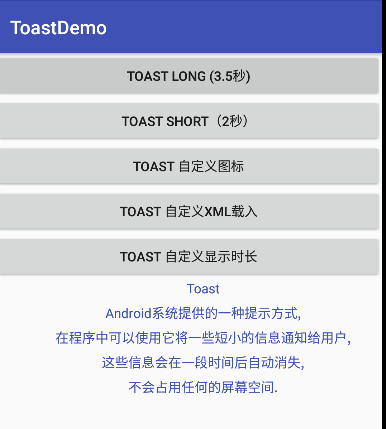 ToastDemo
TOAST LONG (3.5秒)
TOAST SHORT（2秒）
TOAST 自定义图标
TOAST 自定义XML载入
TOAST 自定义显示时长
Toast
Android系统提供的一种提示方式,
在程序中可以使用它将一些短小的信息通知给用户,
这些信息会在一段时间后自动消失,
不会占用任何的屏幕空间.